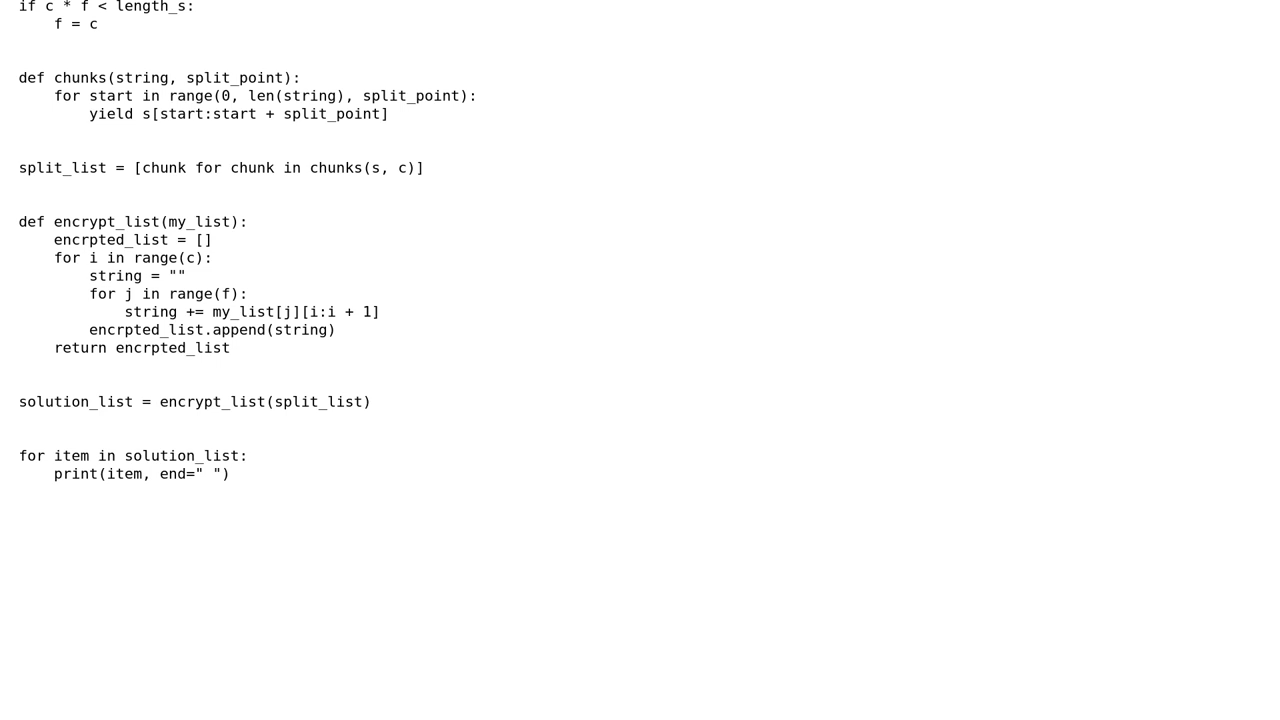 if c * f < length_s:
    f = c
def chunks(string, split_point):
    for start in range(0, len(string), split_point):
        yield s[start:start + split_point]
split_list = [chunk for chunk in chunks(s, c)]
def encrypt_list(my_list):
    encrpted_list = []
    for i in range(c):
        string = ""
        for j in range(f):
            string += my_list[j][i:i + 1]
        encrpted_list.append(string)
    return encrpted_list
solution_list = encrypt_list(split_list)
for item in solution_list:
    print(item, end=" ")